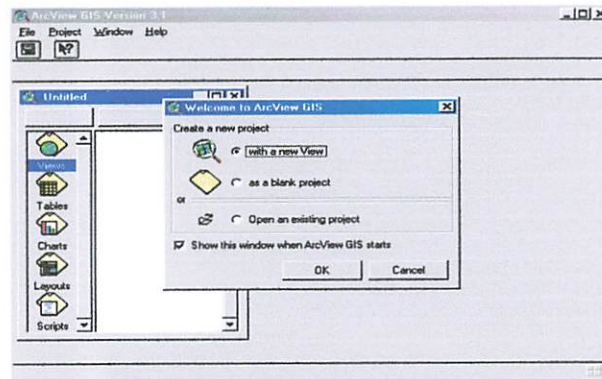 ArcView GIS Version 3.1
File Project Window Help
Untitled
Views
Tables
Charts
Layouts
Scripts
Welcome to ArcView GIS
Create a new project
with a new View
as a blank project
or
Open an existing project
Show this window when ArcView GIS starts
OK Cancel